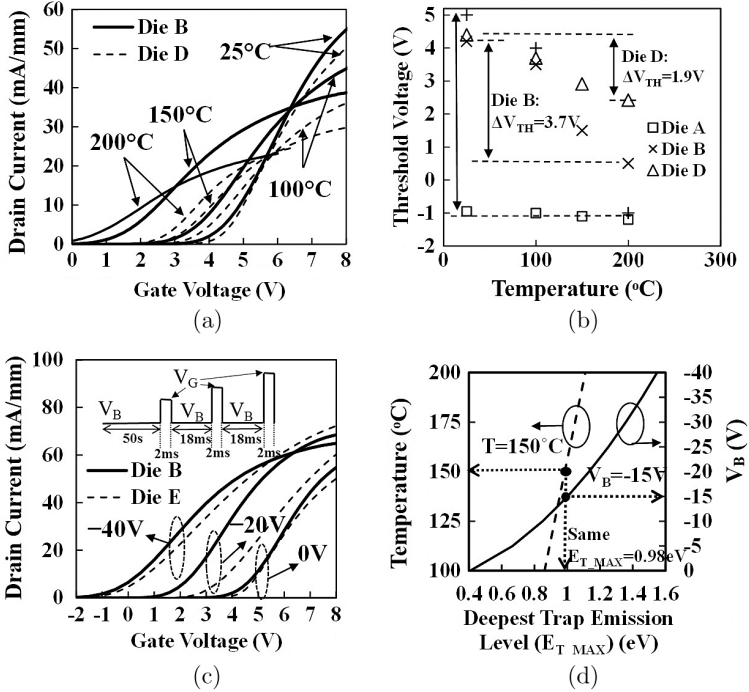 60
50
40
30
20
10
0
Drain Current (mA/mm)
Die B
Die D
25°C
150°C
200°C
100°C
0 1 2 3 4 5 6 7 8
Gate Voltage (V)
(a)
5
4
3
2
1
0
-1
-2
Threshold Voltage (V)
Die D:
ΔVTH=1.9V
Die B:
ΔVTH=3.7V
Die A
Die B
Die D
0 100 200 300
Temperature (°C)
(b)
100
80
60
40
20
0
Drain Current (mA/mm)
VG
VB VB VB
50s 18ms 18ms
2ms 2ms 2ms
Die B
Die E
−40V
−20V
0V
-2 -1 0 1 2 3 4 5 6 7 8
Gate Voltage (V)
(c)
200
175
150
125
100
Temperature (°C)
-40
-35
-30
-25
-20
-15
-10
-5
0
VB (V)
T=150°C
VB=-15V
Same
ET_MAX=0.98eV
0.4 0.6 0.8 1 1.2 1.4 1.6
Deepest Trap Emission
Level (ET_MAX) (eV)
(d)